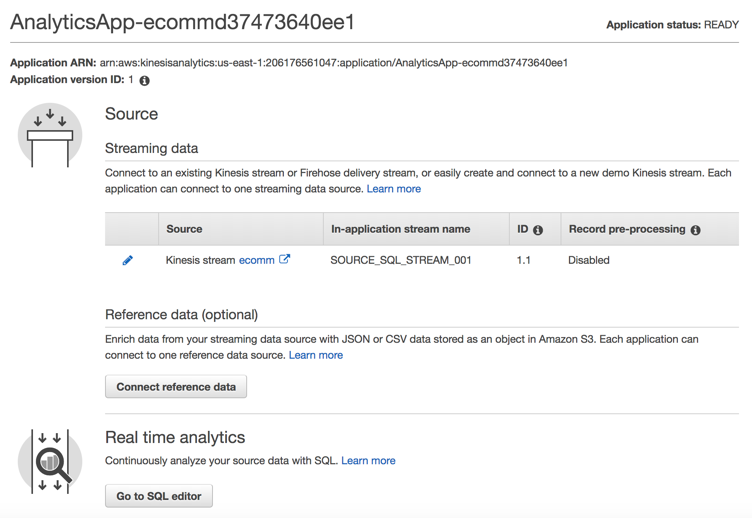 AnalyticsApp-ecommd37473640ee1
Application status: READY
Application ARN: arn:aws:kinesisanalytics:us-east-1:206176561047:application/AnalyticsApp-ecommd37473640ee1
Application version ID: 1
Source
Streaming data
Connect to an existing Kinesis stream or Firehose delivery stream, or easily create and connect to a new demo Kinesis stream. Each
application can connect to one streaming data source. Learn more
Source In-application stream name ID Record pre-processing
Kinesis stream ecomm SOURCE_SQL_STREAM_001 1.1 Disabled
Reference data (optional)
Enrich data from your streaming data source with JSON or CSV data stored as an object in Amazon S3. Each application can
connect to one reference data source. Learn more
Connect reference data
Real time analytics
Continuously analyze your source data with SQL. Learn more
Go to SQL editor